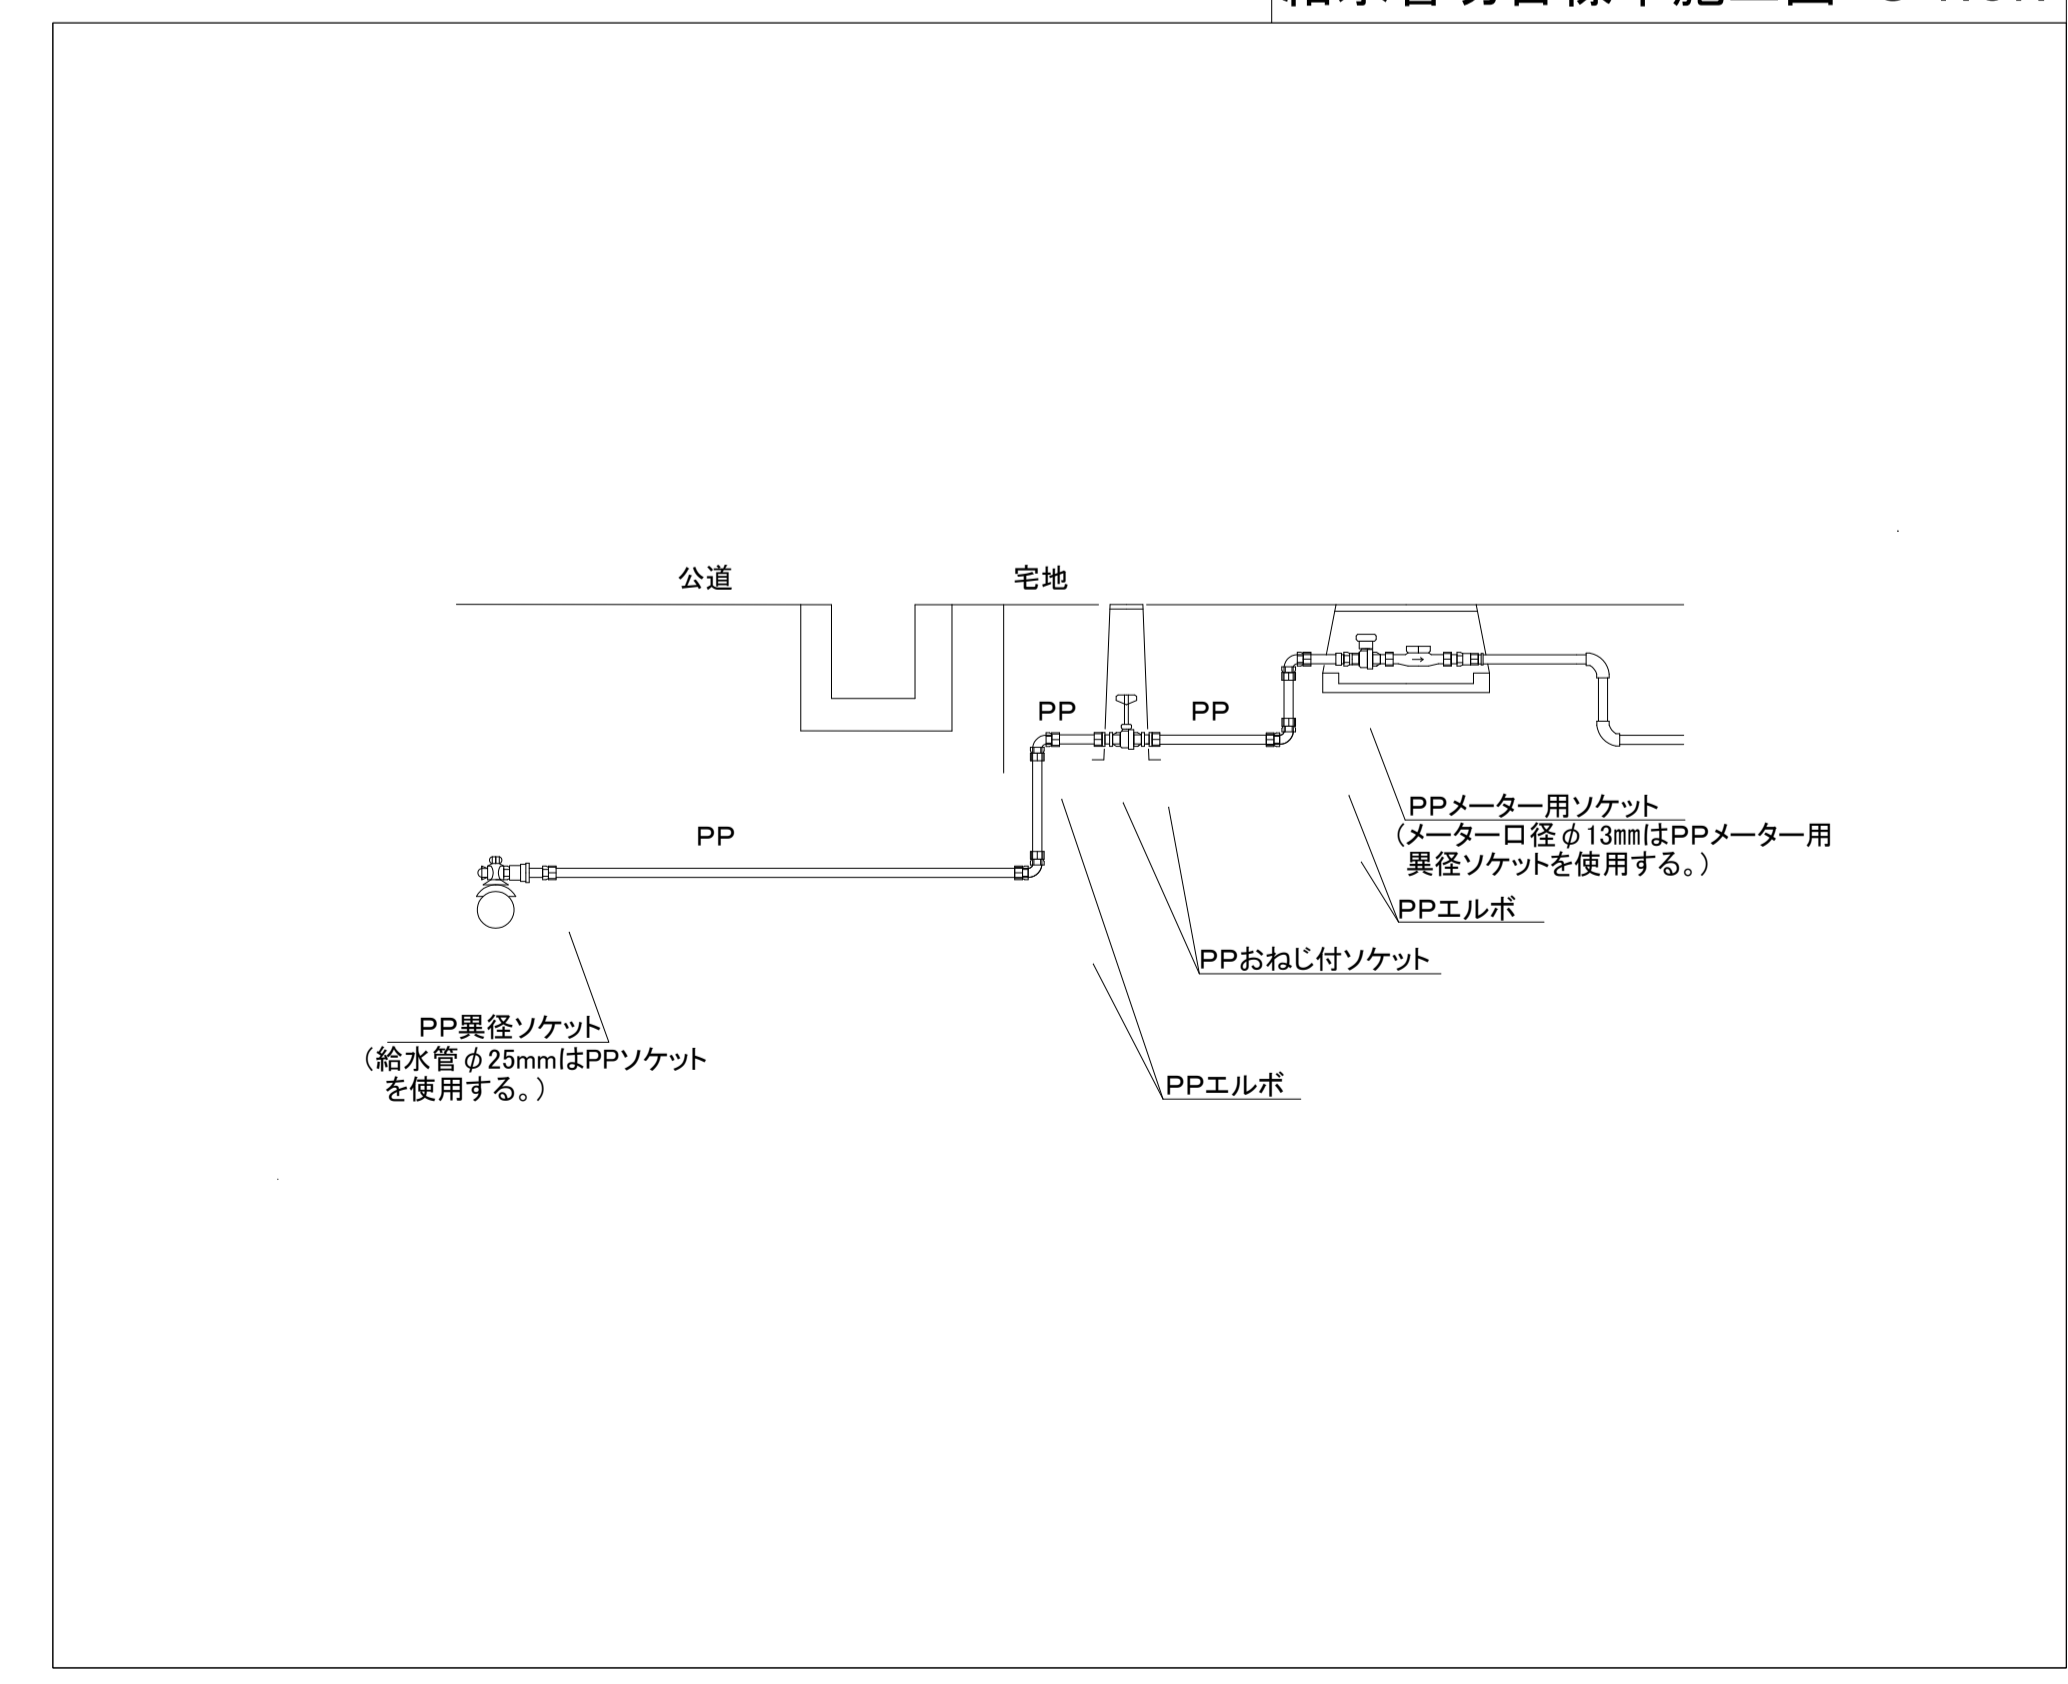 公道
宅地
PP
PP
PP
PPメーター用ソケット
(メーター口径φ13mmはPPメーター用
異径ソケットを使用する。)
PPエルボ
PPおねじ付ソケット
PP異径ソケット
(給水管φ25mmはPPソケット
を使用する。)
PPエルボ